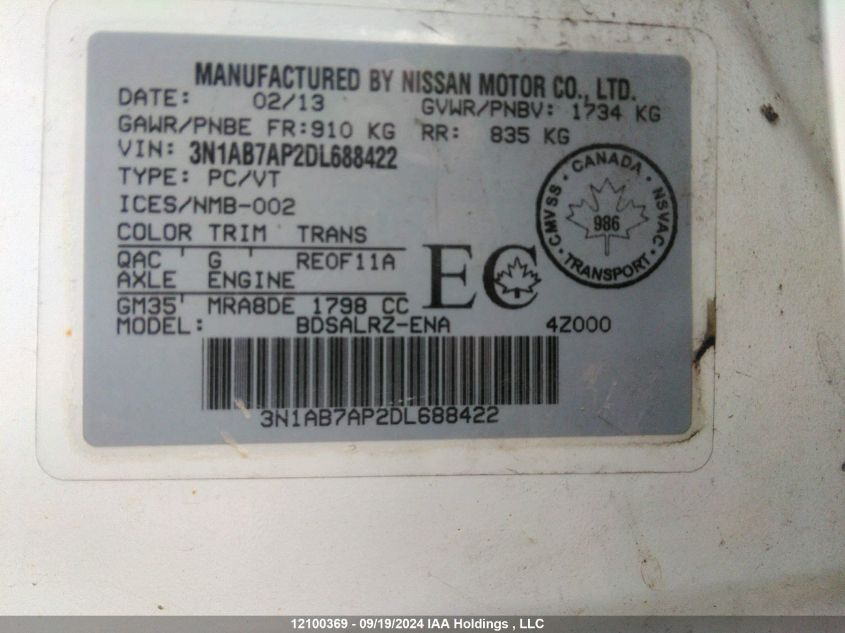 MANUFACTURED BY NISSAN MOTOR CO., LTD.
DATE: 02/13 GVWR/PNBV: 1734 KG
GAWR/PNBE FR:910 KG RR: 835 KG
VIN: 3N1AB7AP2DL688422
TYPE: PC/VT
ICES/NMB-002
COLOR TRIM TRANS
QAC G RE0F11A
AXLE ENGINE
GM35 MRA8DE 1798 CC
EC
CANADA
CMVSS
NSVAC
986
TRANSPORT
MODEL: BDSALRZ-ENA 4Z000
3N1AB7AP2DL688422
12100369 - 09/19/2024 IAA Holdings , LLC